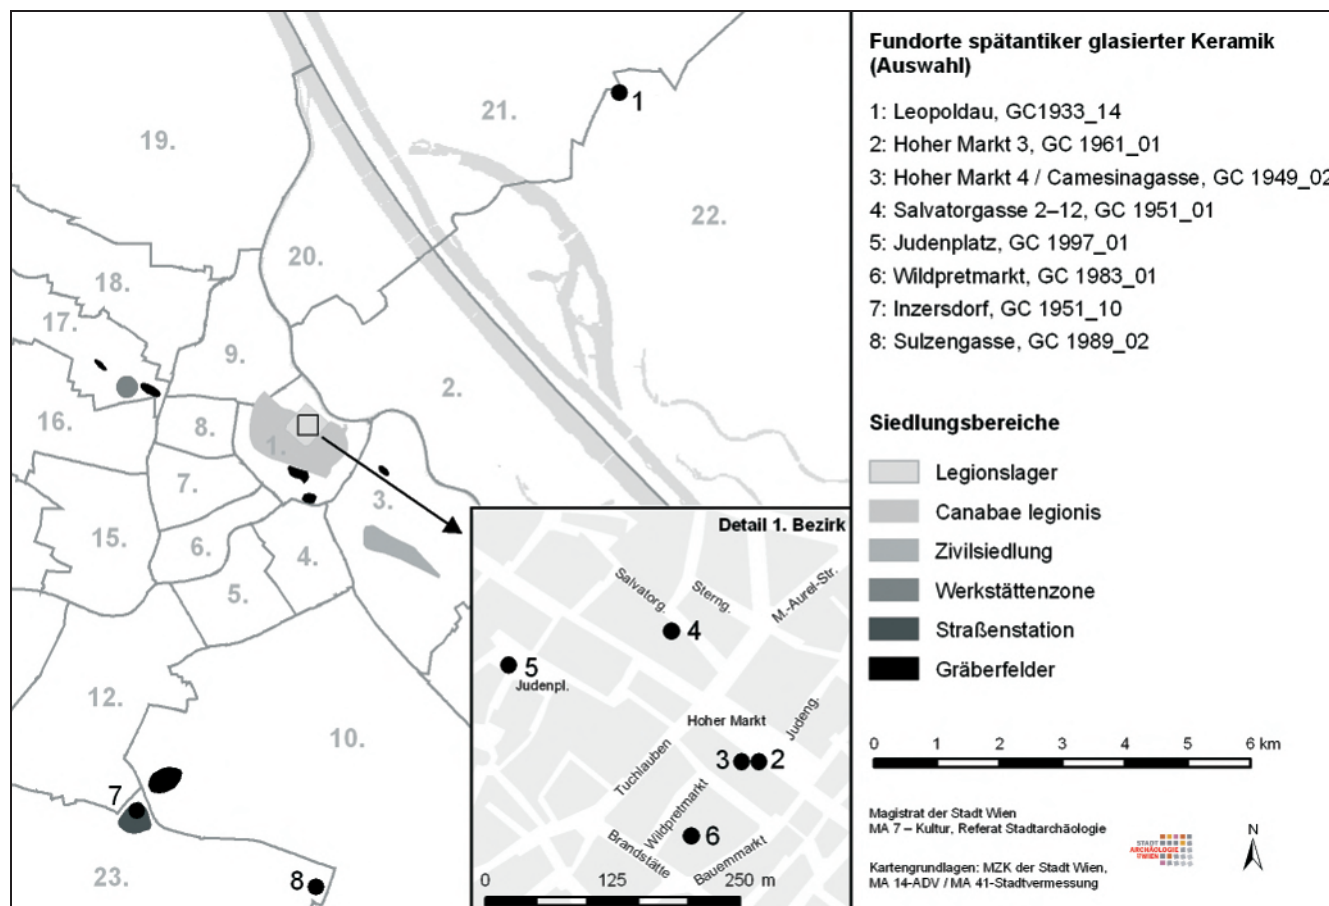 19.
21.
1
22.
20.
18.
17.
9.
2.
16.
8.
1.
7.
3.
15.
6.
4.
5.
12.
10.
7
23.
8
Detail 1. Bezirk
Salvatorg.
Sterng.
M.-Aurel-Str.
4
5
Judenpl.
Hoher Markt
Judeng.
3
2
Tuchlauben
Wildpretmarkt
6
Brandstätte
Bauernmarkt
0 125 250 m
Fundorte spätantiker glasierter Keramik
(Auswahl)
1: Leopoldau, GC1933_14
2: Hoher Markt 3, GC 1961_01
3: Hoher Markt 4 / Camesinagasse, GC 1949_02
4: Salvatorgasse 2–12, GC 1951_01
5: Judenplatz, GC 1997_01
6: Wildpretmarkt, GC 1983_01
7: Inzersdorf, GC 1951_10
8: Sulzengasse, GC 1989_02
Siedlungsbereiche
Legionslager
Canabae legionis
Zivilsiedlung
Werkstättenzone
Straßenstation
Gräberfelder
0 1 2 3 4 5 6 km
Magistrat der Stadt Wien
MA 7 – Kultur, Referat Stadtarchäologie
Kartengrundlagen: MZK der Stadt Wien,
MA 14-ADV / MA 41-Stadtvermessung
STADT
ARCHÄOLOGIE
WIEN
N